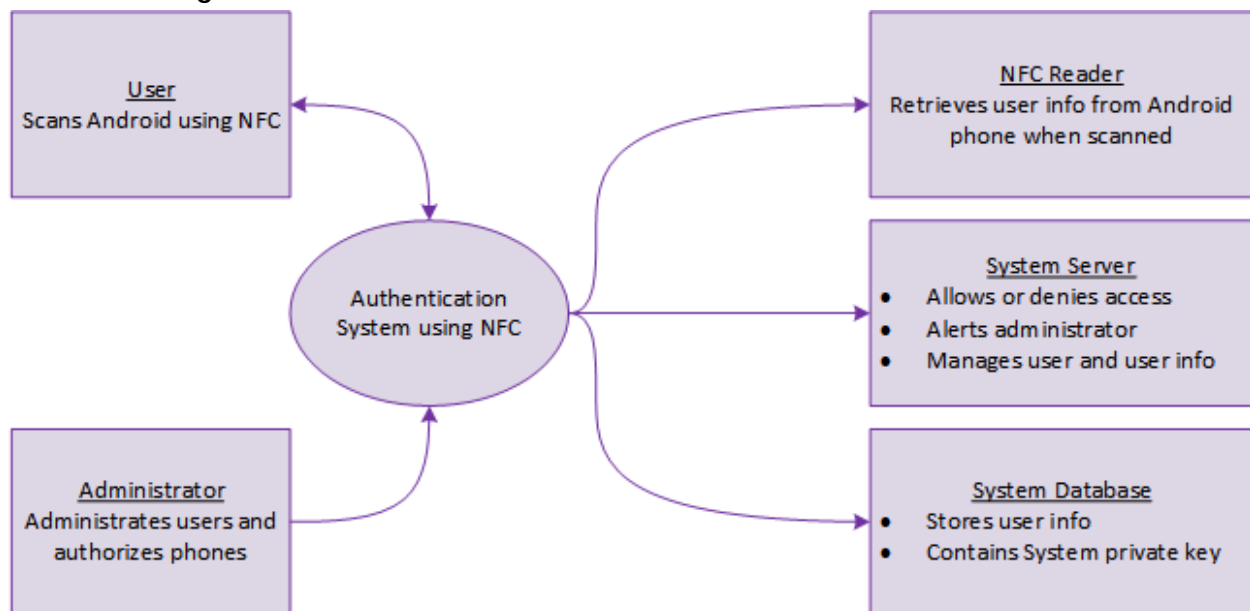 User
Scans Android using NFC
NFC Reader
Retrieves user info from Android
phone when scanned
Authentication
System using NFC
System Server
• Allows or denies access
• Alerts administrator
• Manages user and user info
Administrator
Administrates users and
authorizes phones
System Database
• Stores user info
• Contains System private key